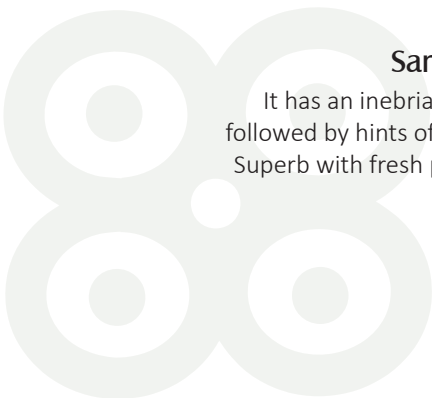 Sar
It has an inebria
followed by hints of
Superb with fresh p